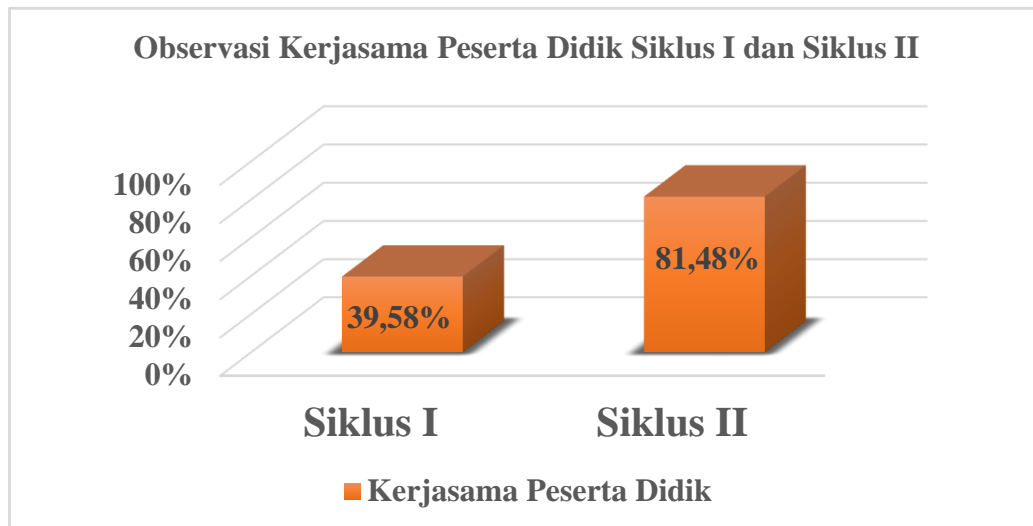 Observasi Kerjasama Peserta Didik Siklus I dan Siklus II
100%
80%
60%
40%
20%
0%
39,58%
81,48%
Siklus I
Siklus II
Kerjasama Peserta Didik